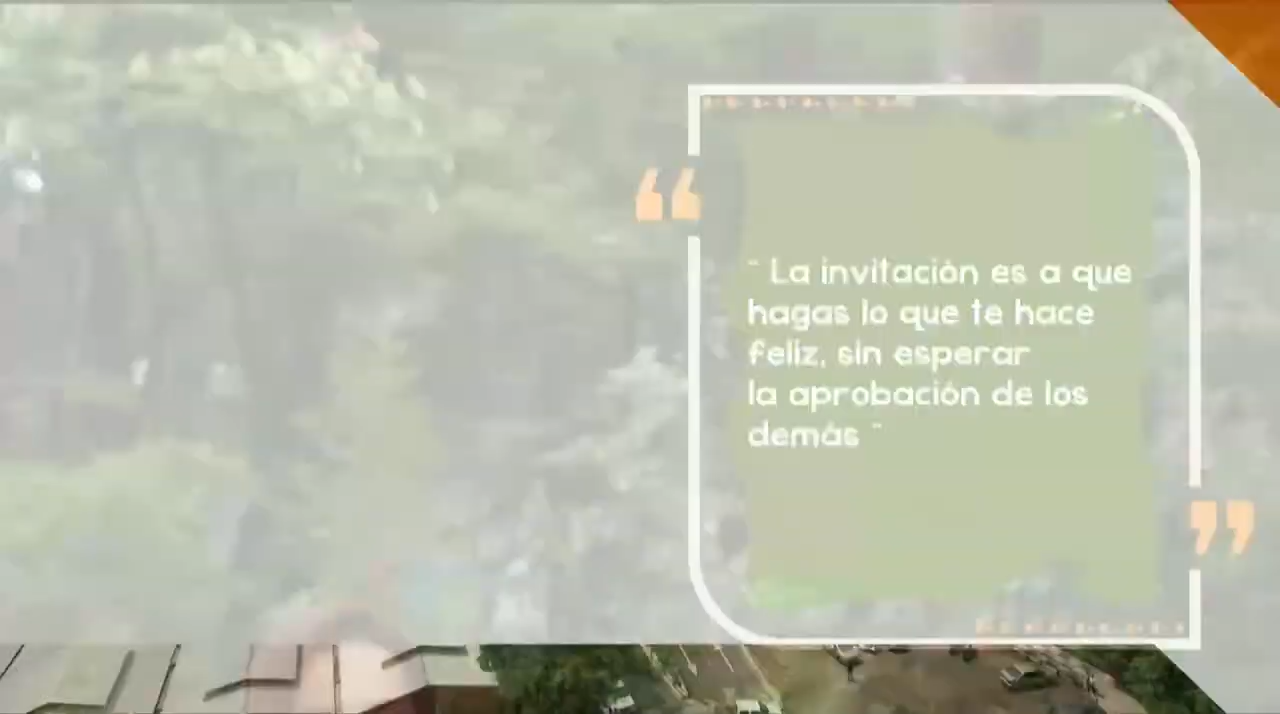 " La invitación es a que
hagas lo que te hace
feliz, sin esperar
la aprobación de los
demás "